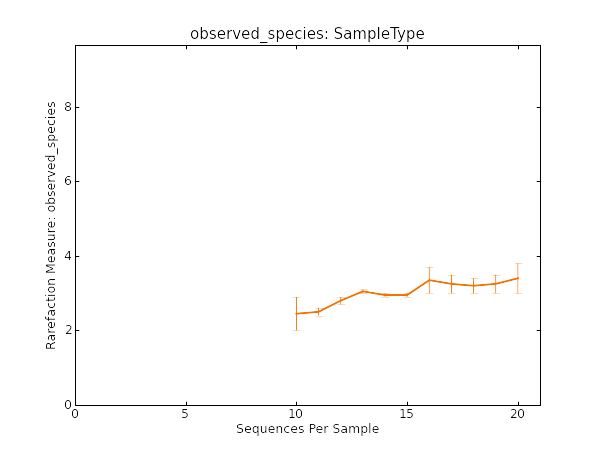 observed_species: SampleType
Rarefaction Measure: observed_species
8
6
4
2
0
0 5 10 15 20
Sequences Per Sample